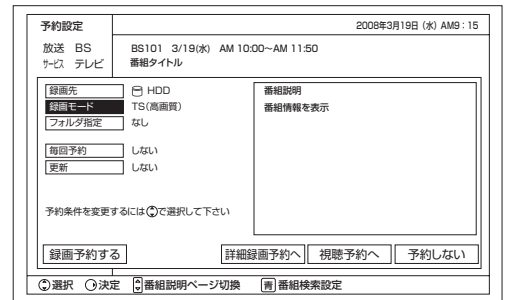 予約設定
2008年3月19日 (水) AM9：15
放送 BS BS101 3/19(水) AM 10:00〜AM 11:50
サービス テレビ 番組タイトル
録画先 HDD
録画モード TS(高画質)
フォルダ指定 なし
毎回予約 しない
更新 しない
番組説明
番組情報を表示
予約条件を変更するにはで選択して下さい
録画予約する 詳細録画予約へ 視聴予約へ 予約しない
選択 決定 番組説明ページ切換 青 番組検索設定